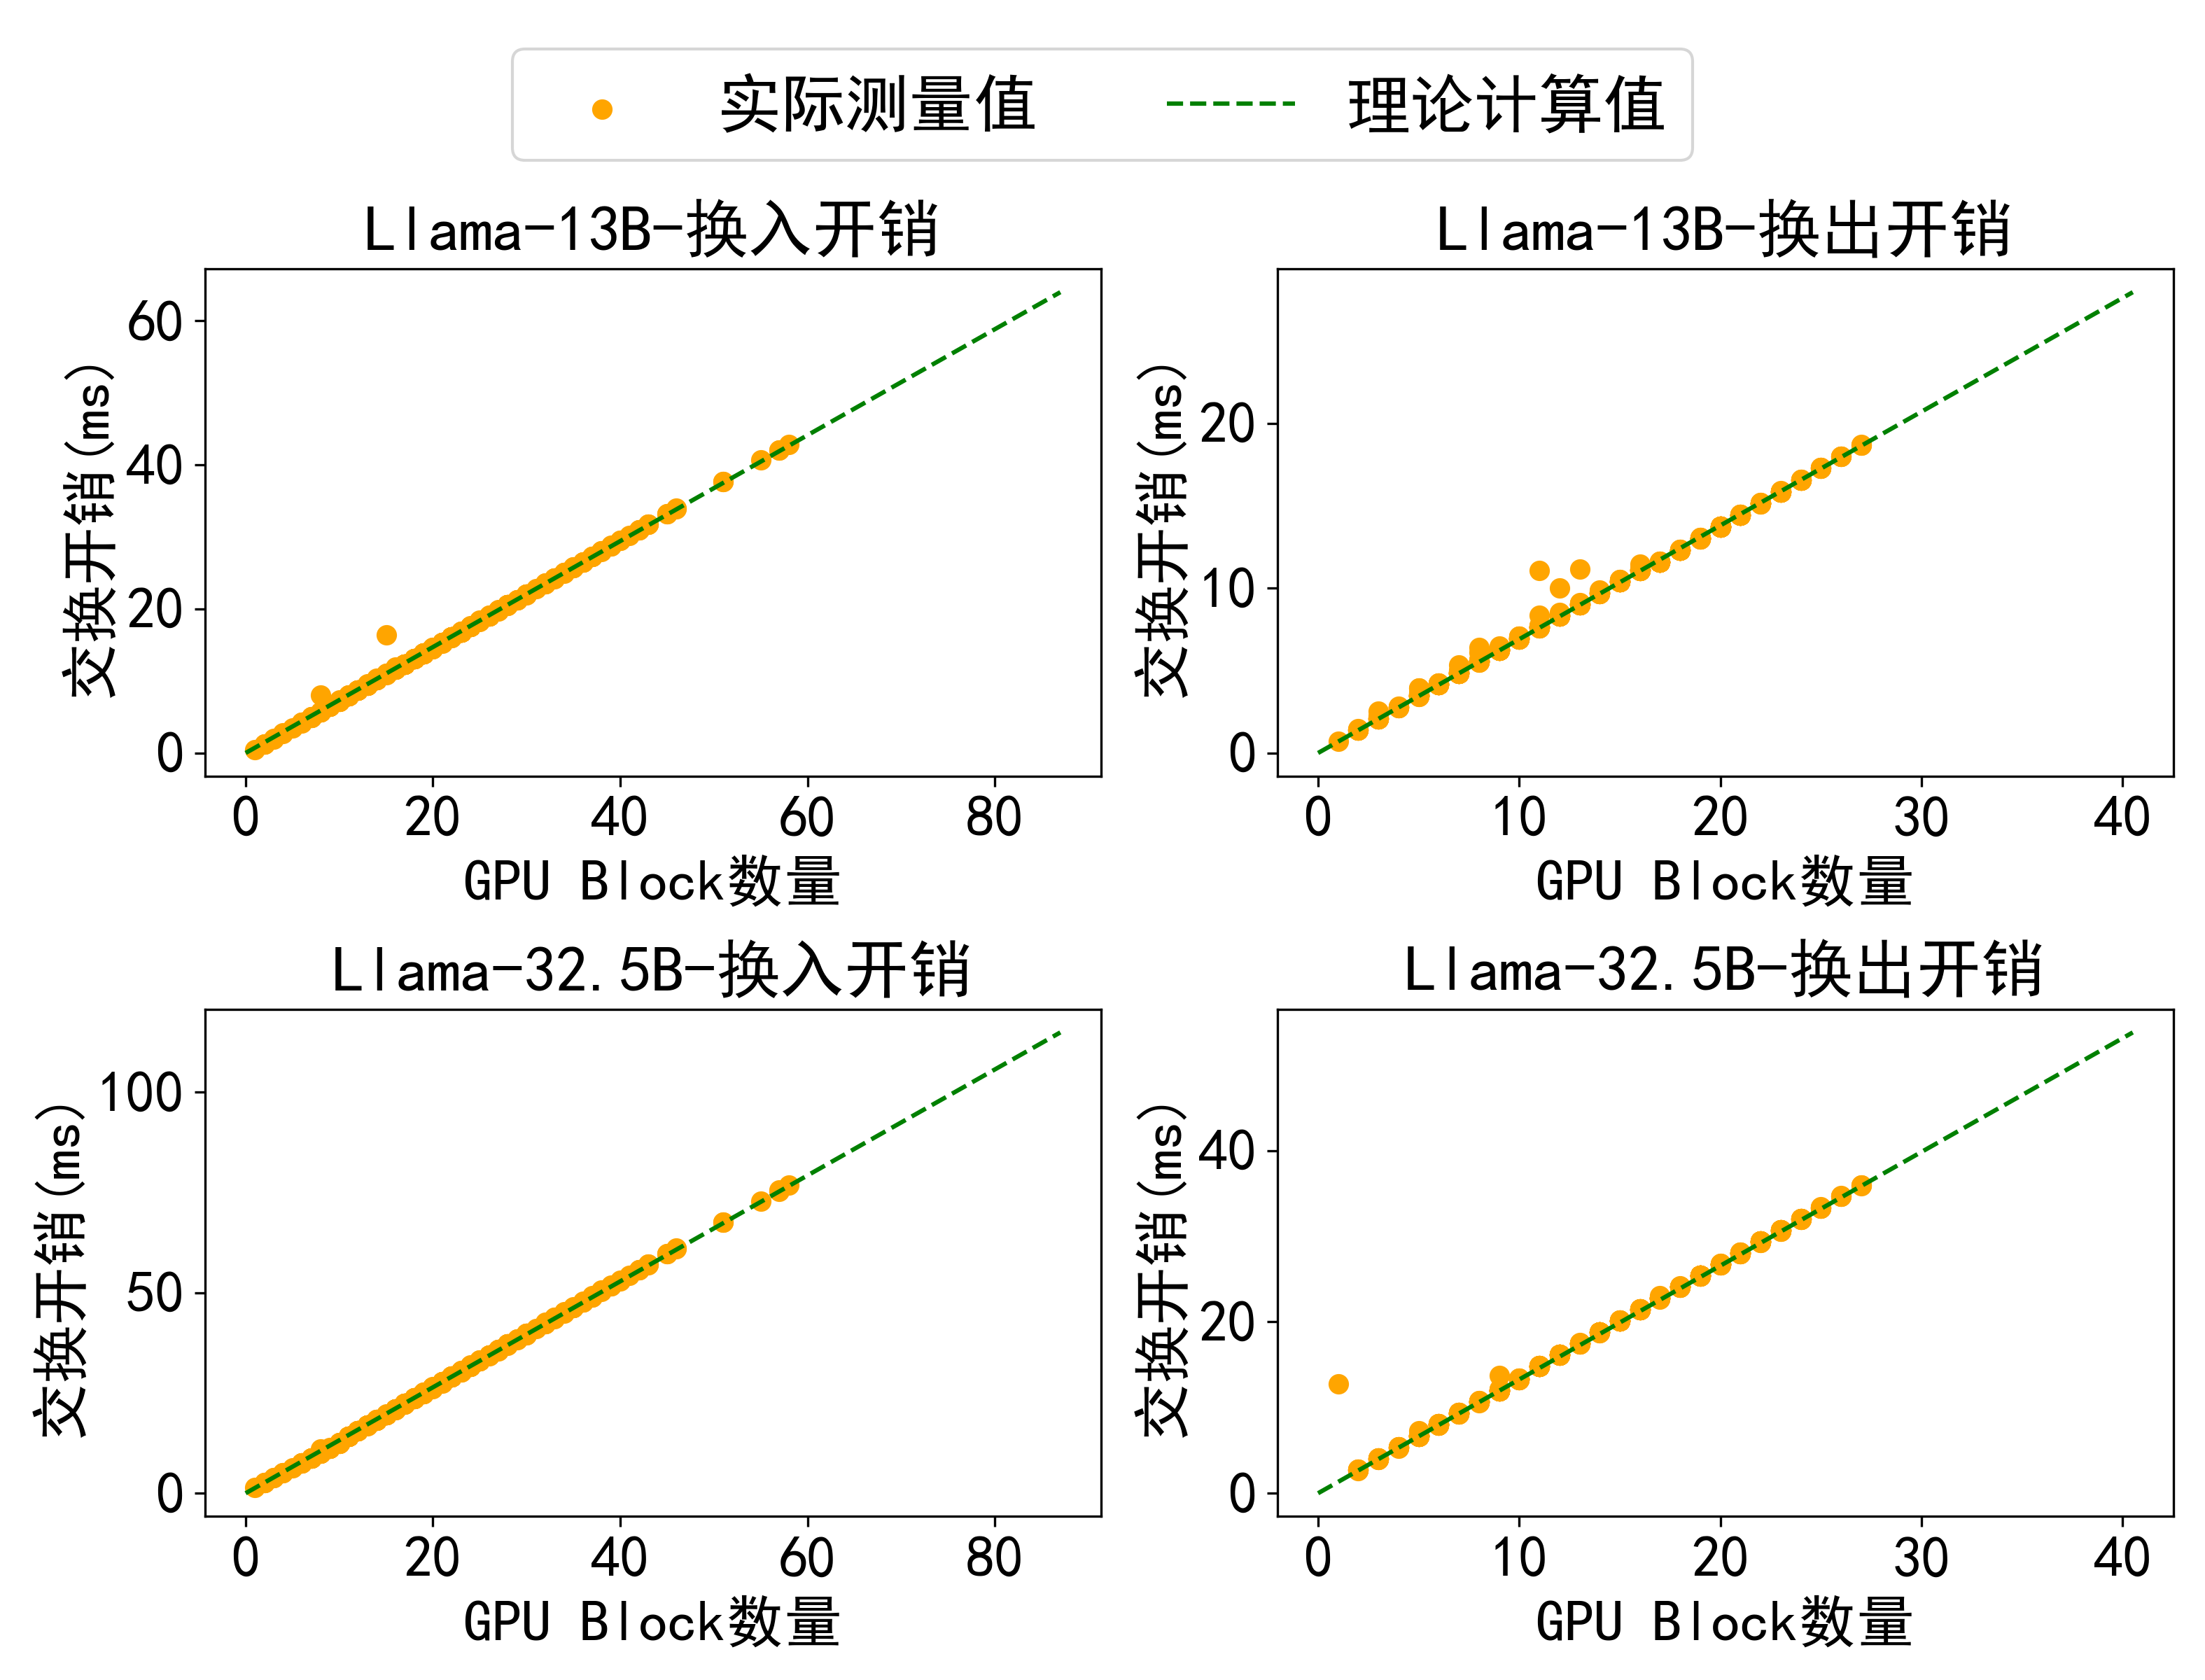 实际测量值 理论计算值
Llama-13B-换入开销
交换开销(ms)
60
40
20
0
0 20 40 60 80
GPU Block数量
Llama-13B-换出开销
交换开销(ms)
20
10
0
0 10 20 30 40
GPU Block数量
Llama-32.5B-换入开销
交换开销(ms)
100
50
0
0 20 40 60 80
GPU Block数量
Llama-32.5B-换出开销
交换开销(ms)
40
20
0
0 10 20 30 40
GPU Block数量